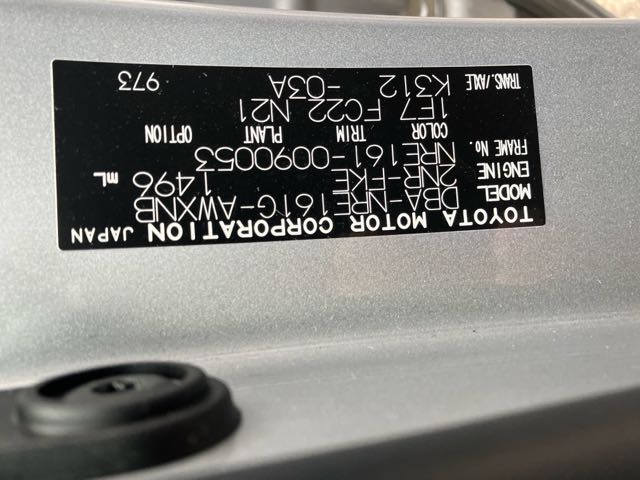 TOYOTA MOTOR CORPORATION JAPAN
MODEL DBA-NRE161G-AWXNB
ENGINE 2NR-FKE 1496 mL
FRAME No. NRE161-0090053
COLOR TRIM PLANT OPTION
1E7 FC22 N21
TRANS./AXLE K312 -03A 973